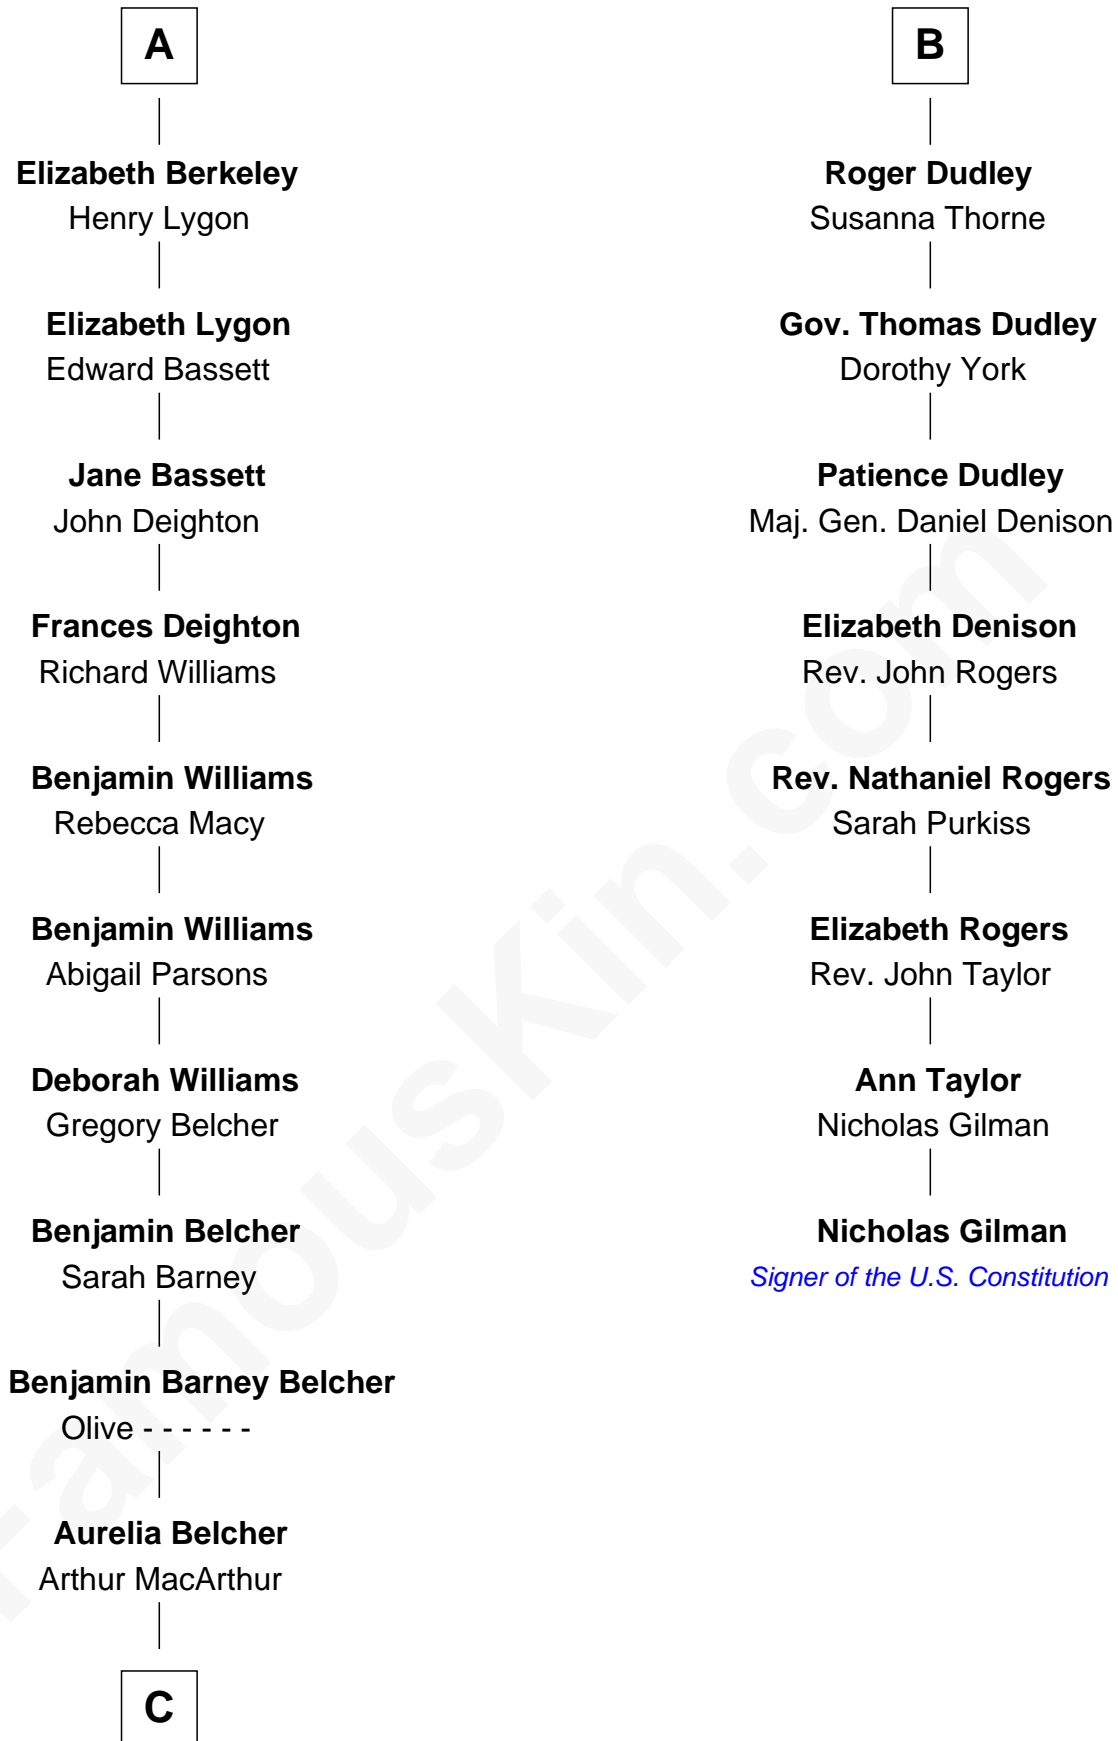 A
Elizabeth Berkeley
Henry Lygon
Elizabeth Lygon
Edward Bassett
Jane Bassett
John Deighton
Frances Deighton
Richard Williams
Benjamin Williams
Rebecca Macy
Benjamin Williams
Abigail Parsons
Deborah Williams
Gregory Belcher
Benjamin Belcher
Sarah Barney
Benjamin Barney Belcher
Olive - - - - - -
Aurelia Belcher
Arthur MacArthur
C
B
Roger Dudley
Susanna Thorne
Gov. Thomas Dudley
Dorothy York
Patience Dudley
Maj. Gen. Daniel Denison
Elizabeth Denison
Rev. John Rogers
Rev. Nathaniel Rogers
Sarah Purkiss
Elizabeth Rogers
Rev. John Taylor
Ann Taylor
Nicholas Gilman
Nicholas Gilman
Signer of the U.S. Constitution
FamousKin.com